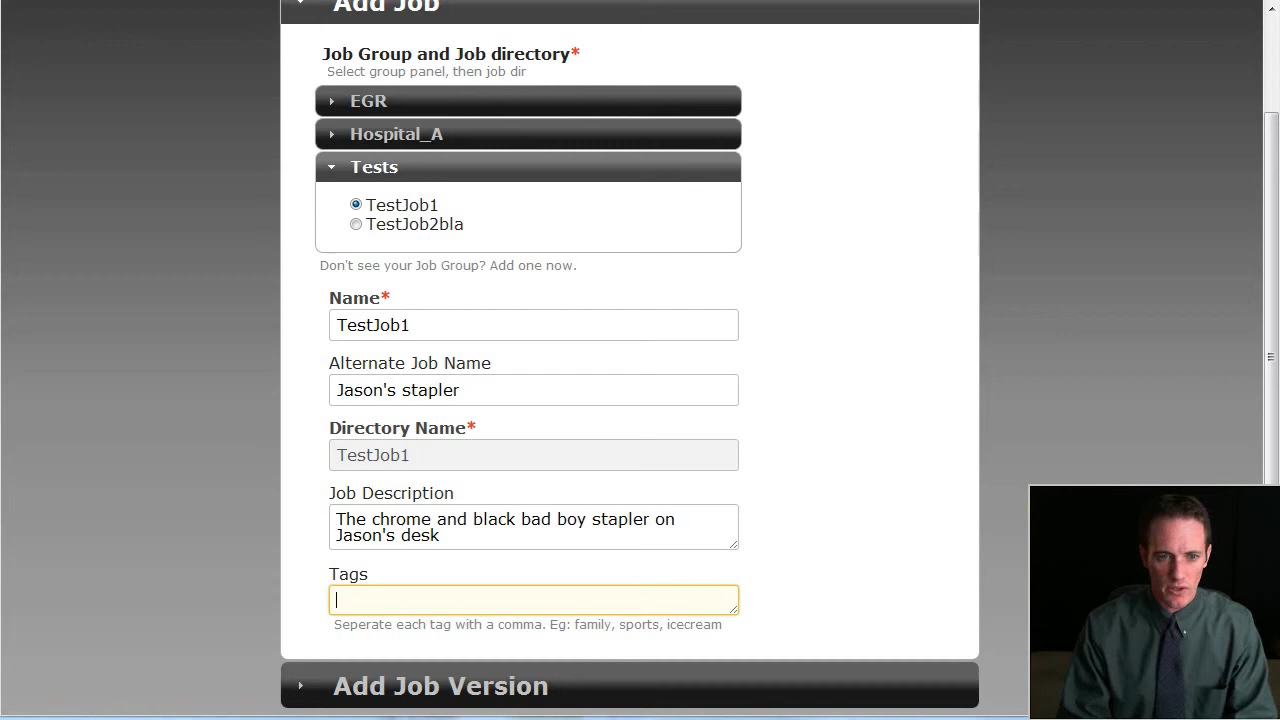 Add Job
Job Group and Job directory*
Select group panel, then job dir
EGR
Hospital_A
Tests
TestJob1
TestJob2bla
Don't see your Job Group? Add one now.
Name*
TestJob1
Alternate Job Name
Jason's stapler
Directory Name*
TestJob1
Job Description
The chrome and black bad boy stapler on
Jason's desk
Tags
Seperate each tag with a comma. Eg: family, sports, icecream
Add Job Version